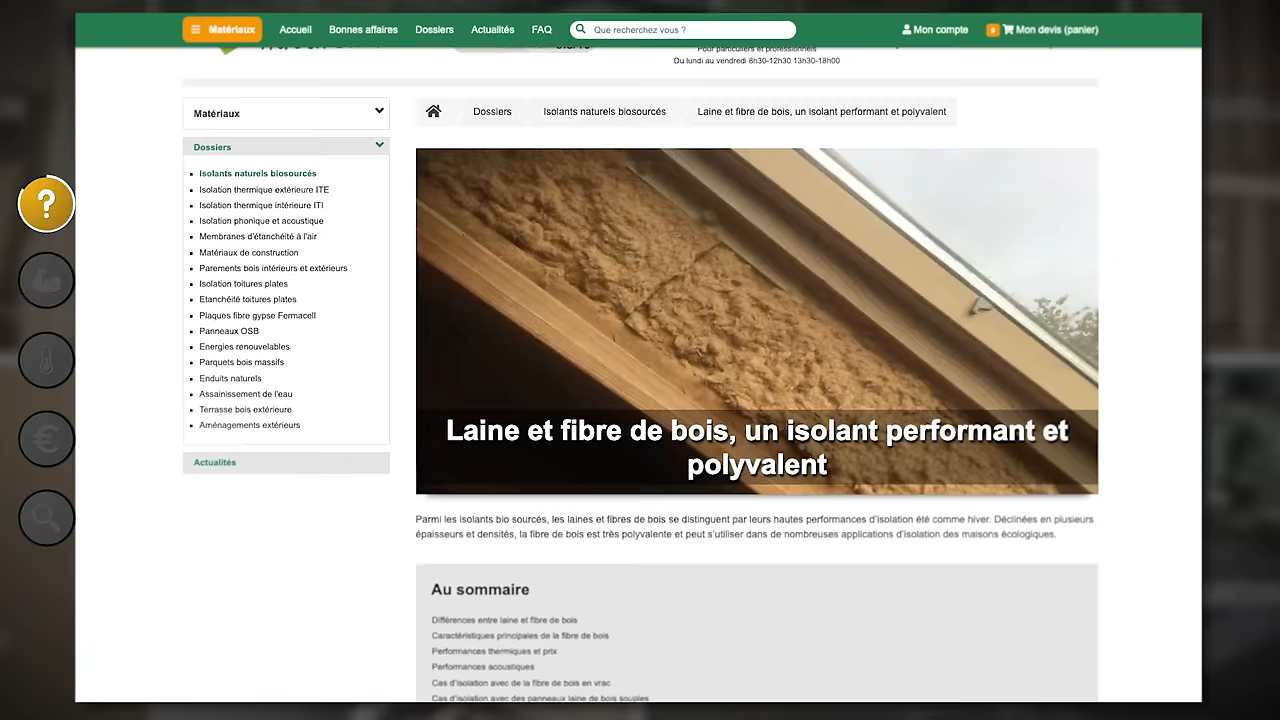 Matériaux
Accueil
Bonnes affaires
Dossiers
Actualités
FAQ
Que recherchez vous ?
Mon compte
Mon devis (panier)
Pour particuliers et professionnels
Du lundi au vendredi 8h30-12h30 13h30-18h00
Matériaux
Dossiers
Isolants naturels biosourcés
Isolation thermique extérieure ITE
Isolation thermique intérieure ITI
Isolation phonique et acoustique
Membranes d'étanchéité à l'air
Matériaux de construction
Parements bois intérieurs et extérieurs
Isolation toitures plates
Etanchéité toitures plates
Plaques fibre gypse Fermacell
Panneaux OSB
Energies renouvelables
Parquets bois massifs
Enduits naturels
Assainissement de l'eau
Terrasse bois extérieure
Aménagements extérieurs
Actualités
Dossiers
Isolants naturels biosourcés
Laine et fibre de bois, un isolant performant et polyvalent
?
€
Laine et fibre de bois, un isolant performant et
polyvalent
Parmi les isolants bio sourcés, les laines et fibres de bois se distinguent par leurs hautes performances d'isolation été comme hiver. Déclinées en plusieurs
épaisseurs et densités, la fibre de bois est très polyvalente et peut s'utiliser dans de nombreuses applications d'isolation des maisons écologiques.
Au sommaire
Différences entre laine et fibre de bois
Caractéristiques principales de la fibre de bois
Performances thermiques et prix
Performances acoustiques
Cas d'isolation avec de la fibre de bois en vrac
Cas d'isolation avec des panneaux laine de bois souples